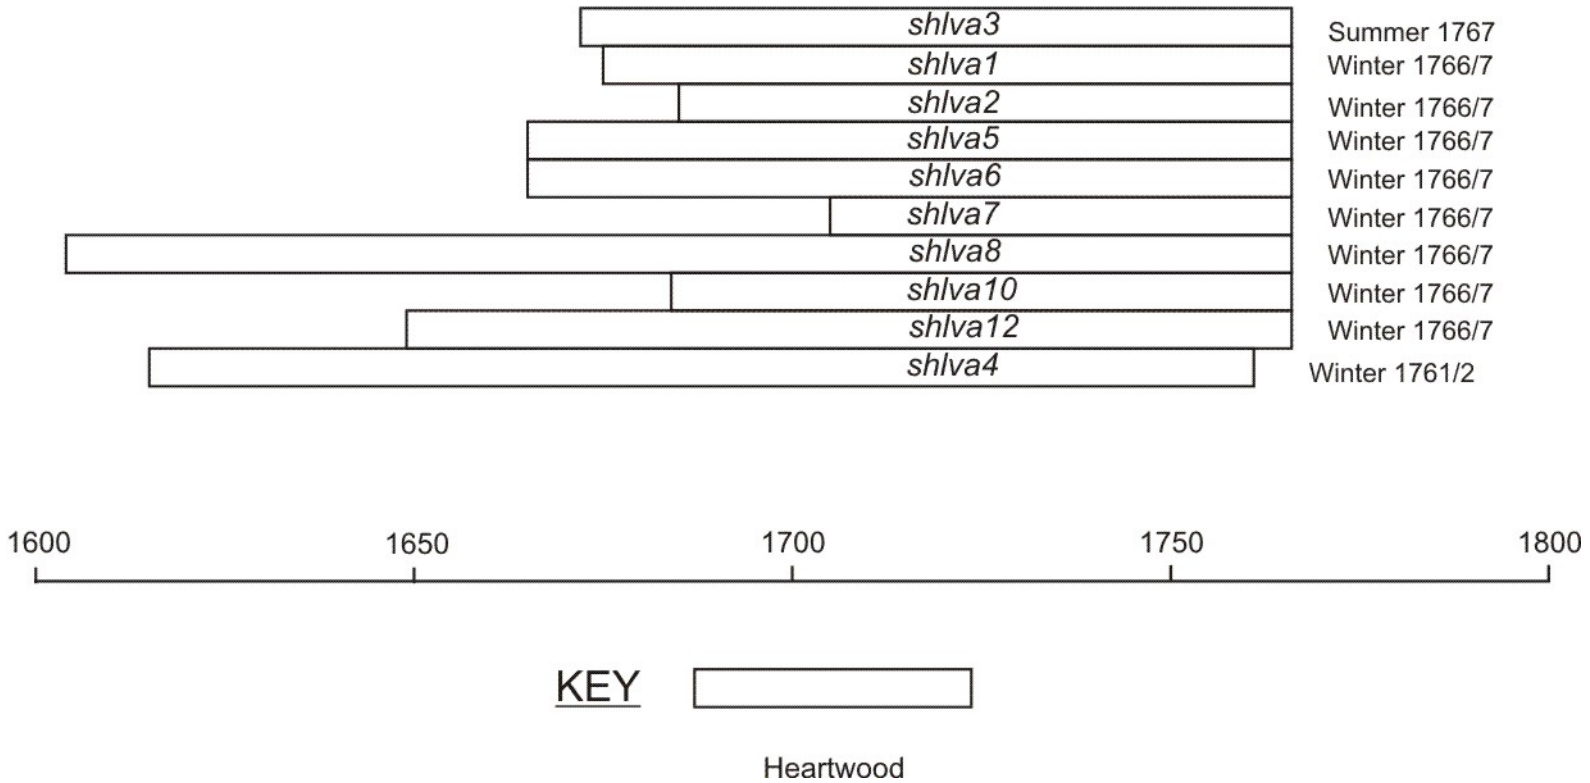 shlva3 Summer 1767
shlva1 Winter 1766/7
shlva2 Winter 1766/7
shlva5 Winter 1766/7
shlva6 Winter 1766/7
shlva7 Winter 1766/7
shlva8 Winter 1766/7
shlva10 Winter 1766/7
shlva12 Winter 1766/7
shlva4 Winter 1761/2
1600 1650 1700 1750 1800
KEY
Heartwood